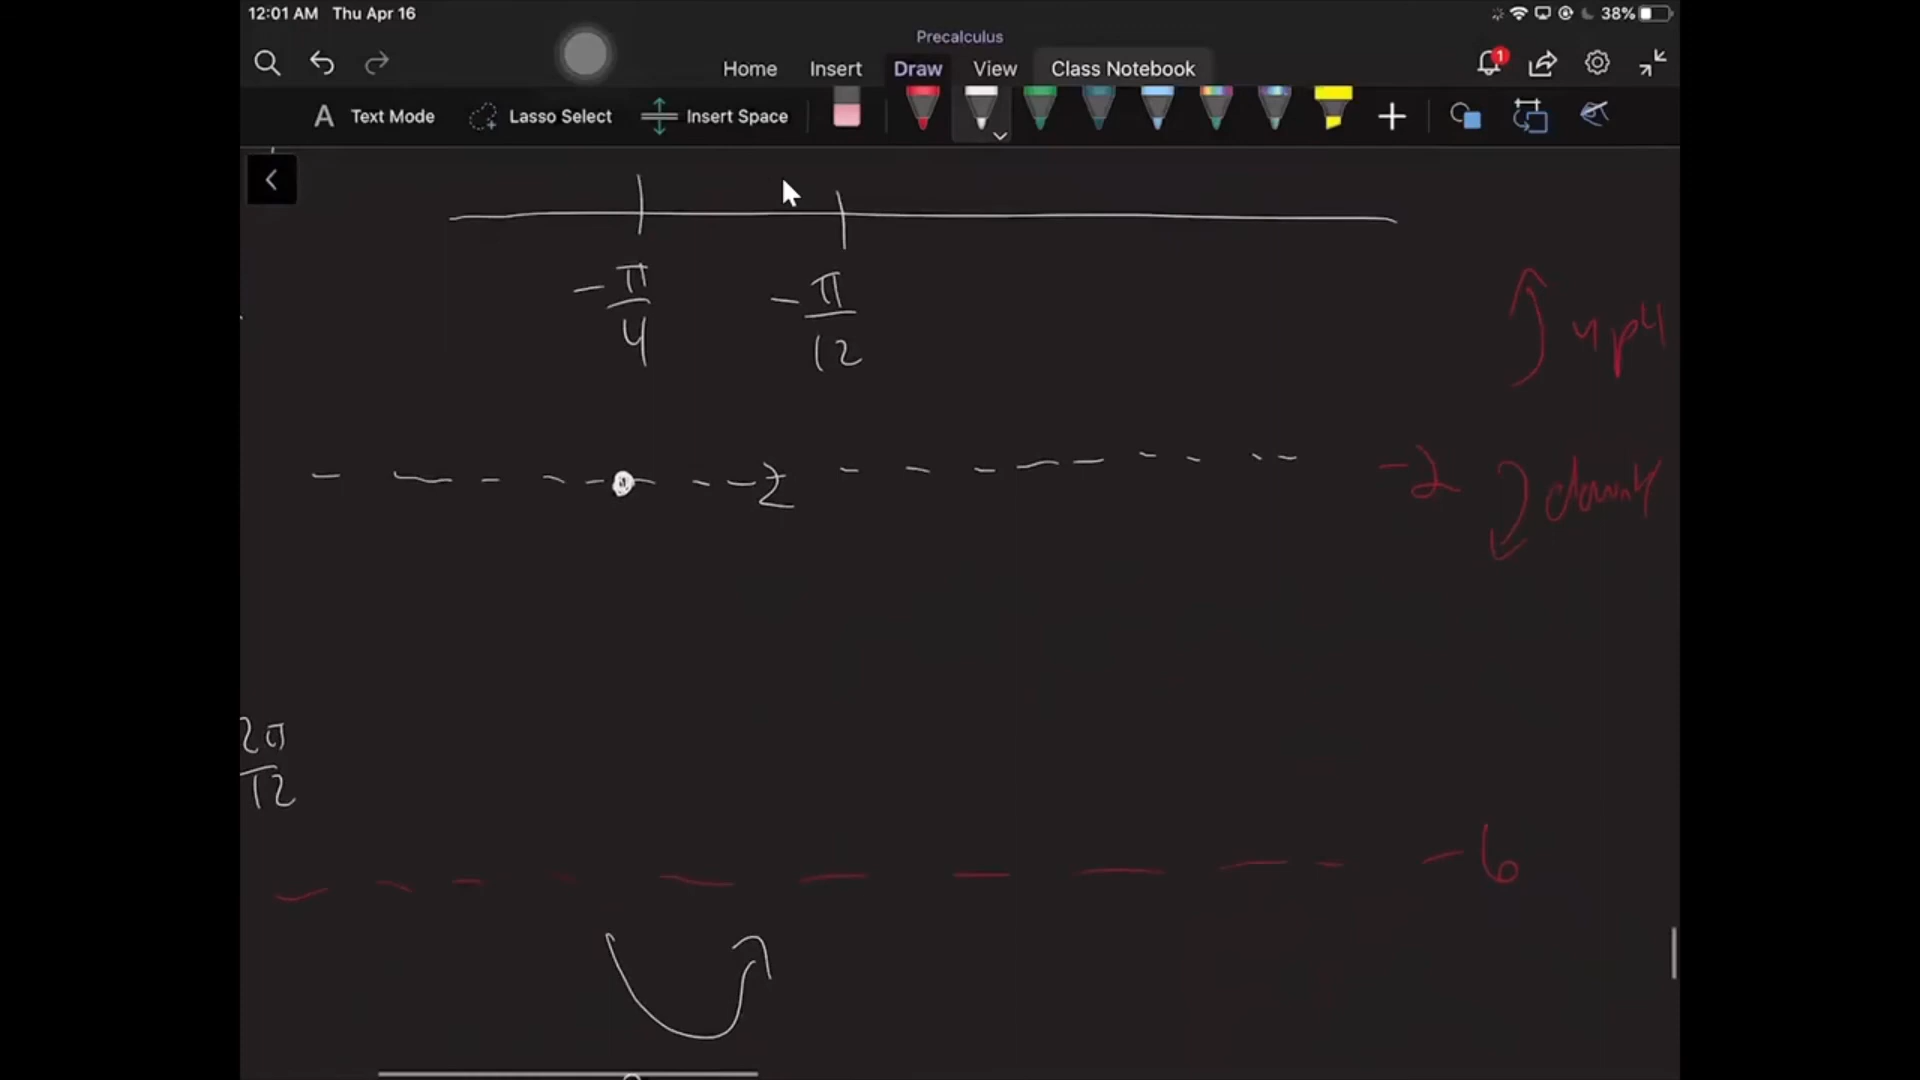 12:01 AM Thu Apr 16
38%
Precalculus
Home Insert Draw View Class Notebook
1
A Text Mode Lasso Select Insert Space
-π/4 -π/12
up 4
-2
-2
down 4
2π/12
-6